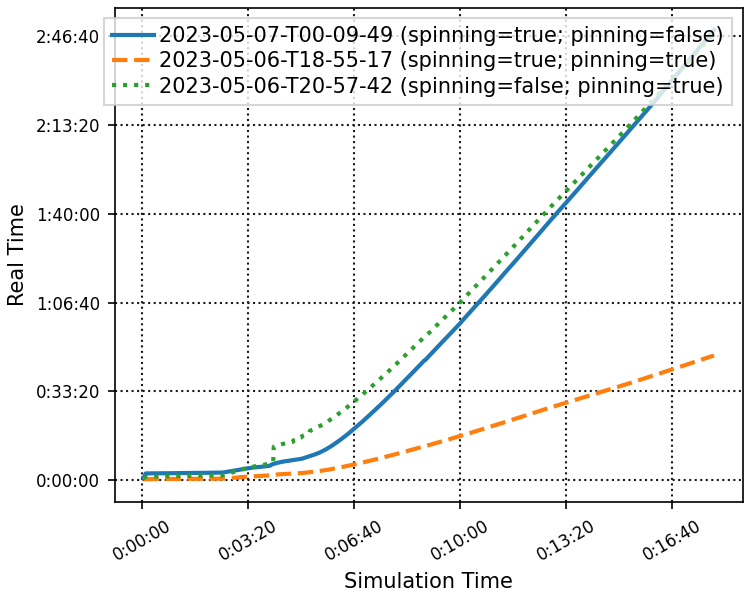 2023-05-07-T00-09-49 (spinning=true; pinning=false)
2023-05-06-T18-55-17 (spinning=true; pinning=true)
2023-05-06-T20-57-42 (spinning=false; pinning=true)
2:46:40
2:13:20
1:40:00
1:06:40
0:33:20
0:00:00
Real Time
0:00:00
0:03:20
0:06:40
0:10:00
0:13:20
0:16:40
Simulation Time